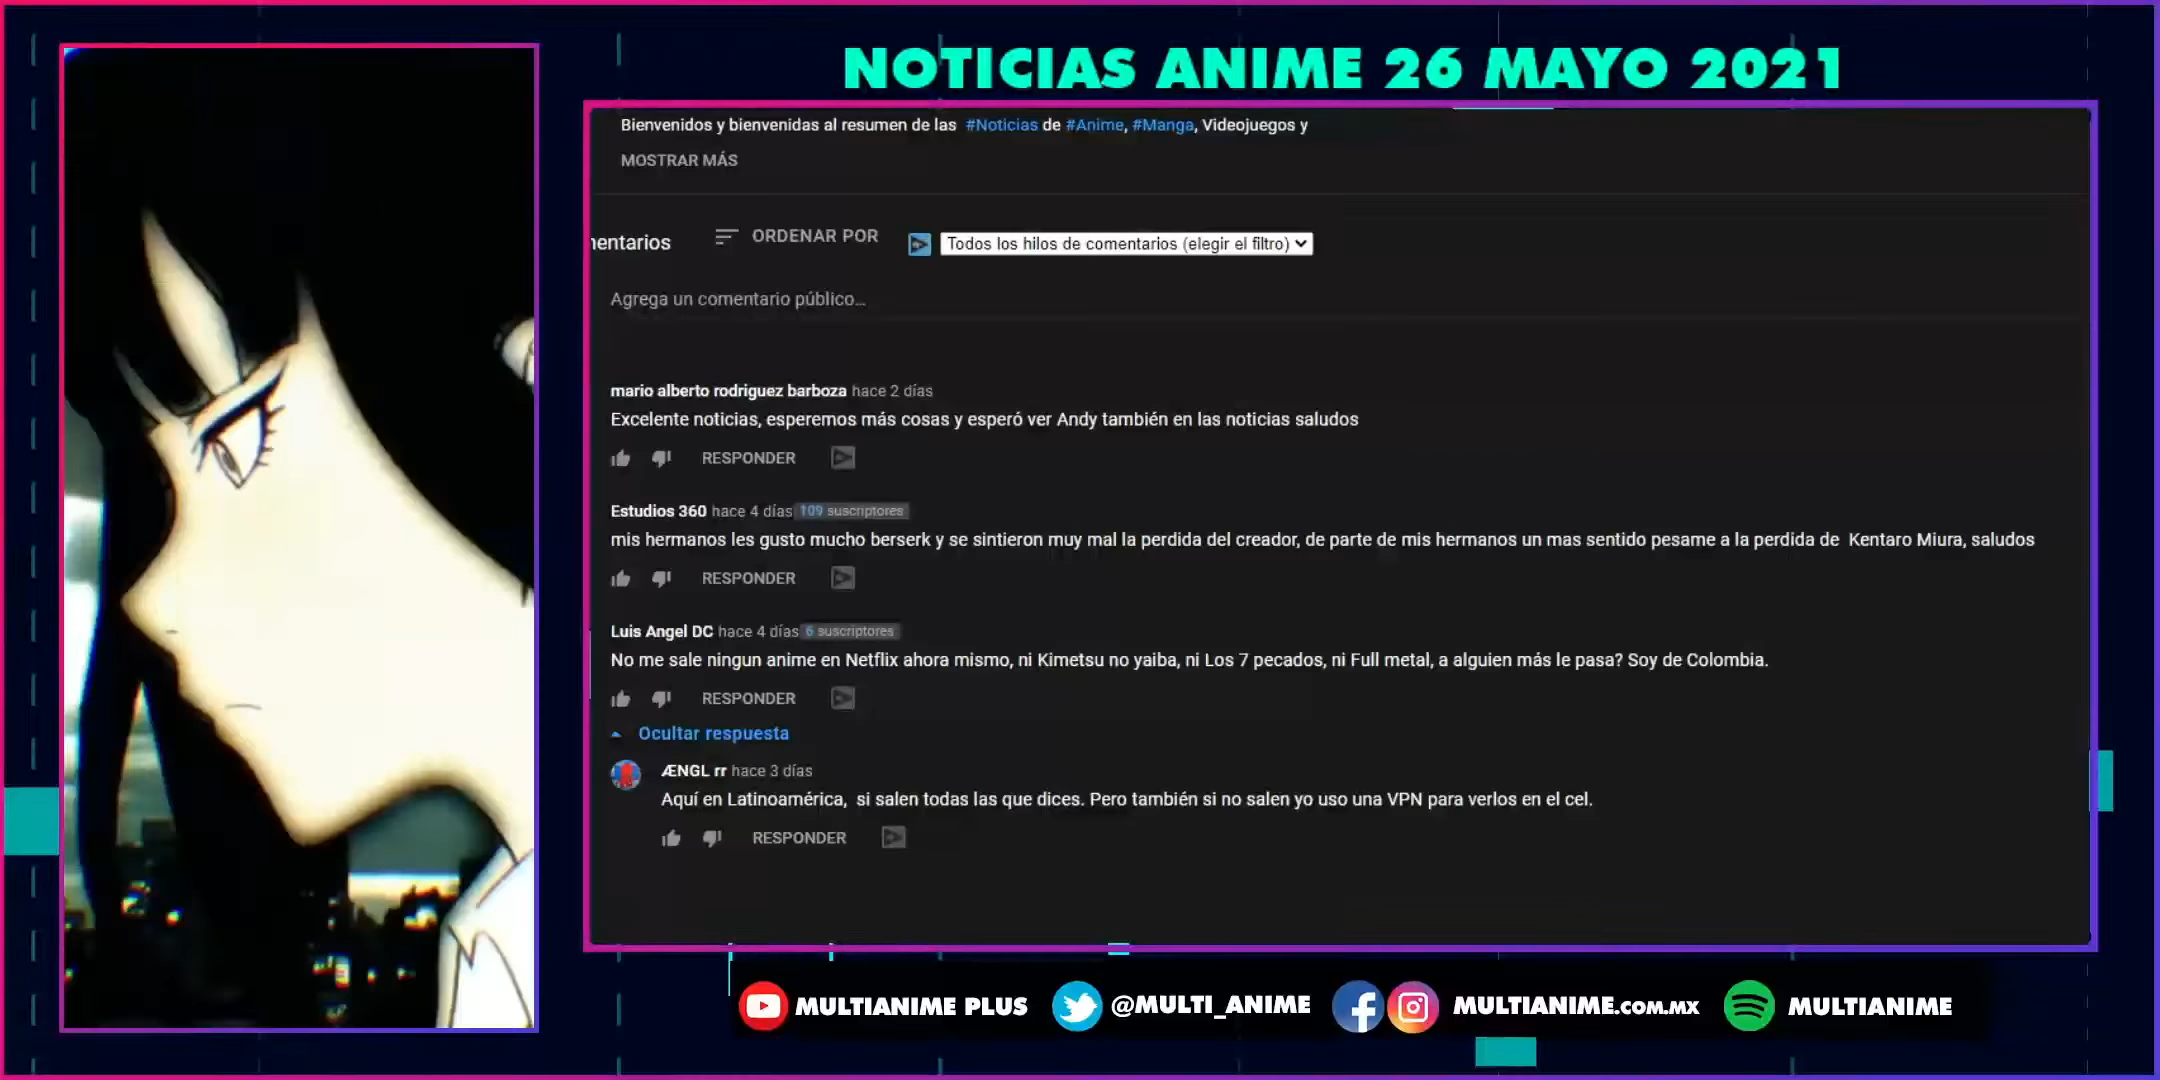 NOTICIAS ANIME 26 MAYO 2021
Bienvenidos y bienvenidas al resumen de las #Noticias de #Anime, #Manga, Videojuegos y
MOSTRAR MÁS
nentarios
ORDENAR POR
Todos los hilos de comentarios (elegir el filtro)
Agrega un comentario público...
mario alberto rodriguez barboza hace 2 días
Excelente noticias, esperemos más cosas y esperó ver Andy también en las noticias saludos
RESPONDER
Estudios 360 hace 4 días 109 suscriptores
mis hermanos les gusto mucho berserk y se sintieron muy mal la perdida del creador, de parte de mis hermanos un mas sentido pesame a la perdida de Kentaro Miura, saludos
RESPONDER
Luis Angel DC hace 4 días 6 suscriptores
No me sale ningun anime en Netflix ahora mismo, ni Kimetsu no yaiba, ni Los 7 pecados, ni Full metal, a alguien más le pasa? Soy de Colombia.
RESPONDER
Ocultar respuesta
ÆNGL rr hace 3 días
Aquí en Latinoamérica, si salen todas las que dices. Pero también si no salen yo uso una VPN para verlos en el cel.
RESPONDER
MULTIANIME PLUS @MULTI_ANIME MULTIANIME.COM.MX MULTIANIME